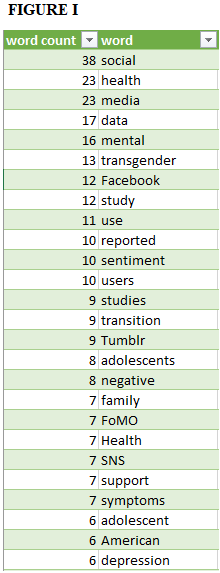 FIGURE I
word count word
38 social
23 health
23 media
17 data
16 mental
13 transgender
12 Facebook
12 study
11 use
10 reported
10 sentiment
10 users
9 studies
9 transition
9 Tumblr
8 adolescents
8 negative
7 family
7 FoMO
7 Health
7 SNS
7 support
7 symptoms
6 adolescent
6 American
6 depression